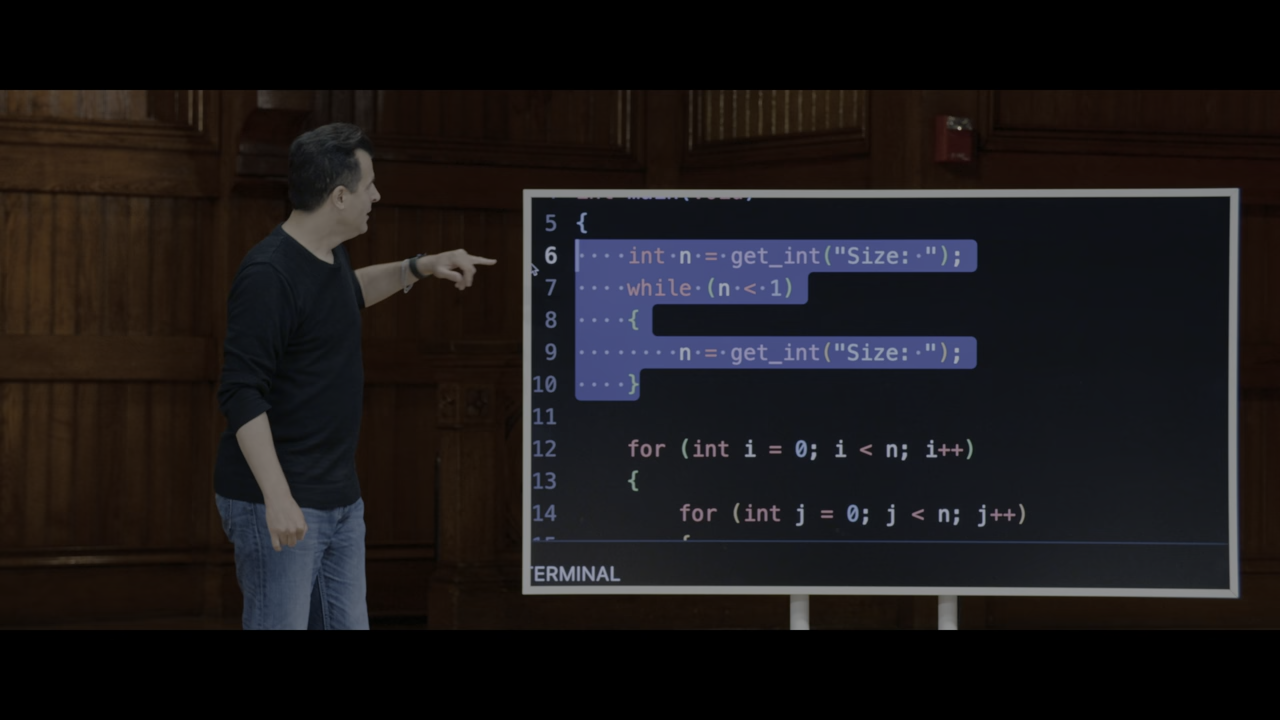 5 {
6 ····int·n·=·get_int("Size:·");
7 ····while·(n·<·1)
8 ····{
9 ········n·=·get_int("Size:·");
10 ····}
11
12 for (int i = 0; i < n; i++)
13 {
14 for (int j = 0; j < n; j++)
TERMINAL